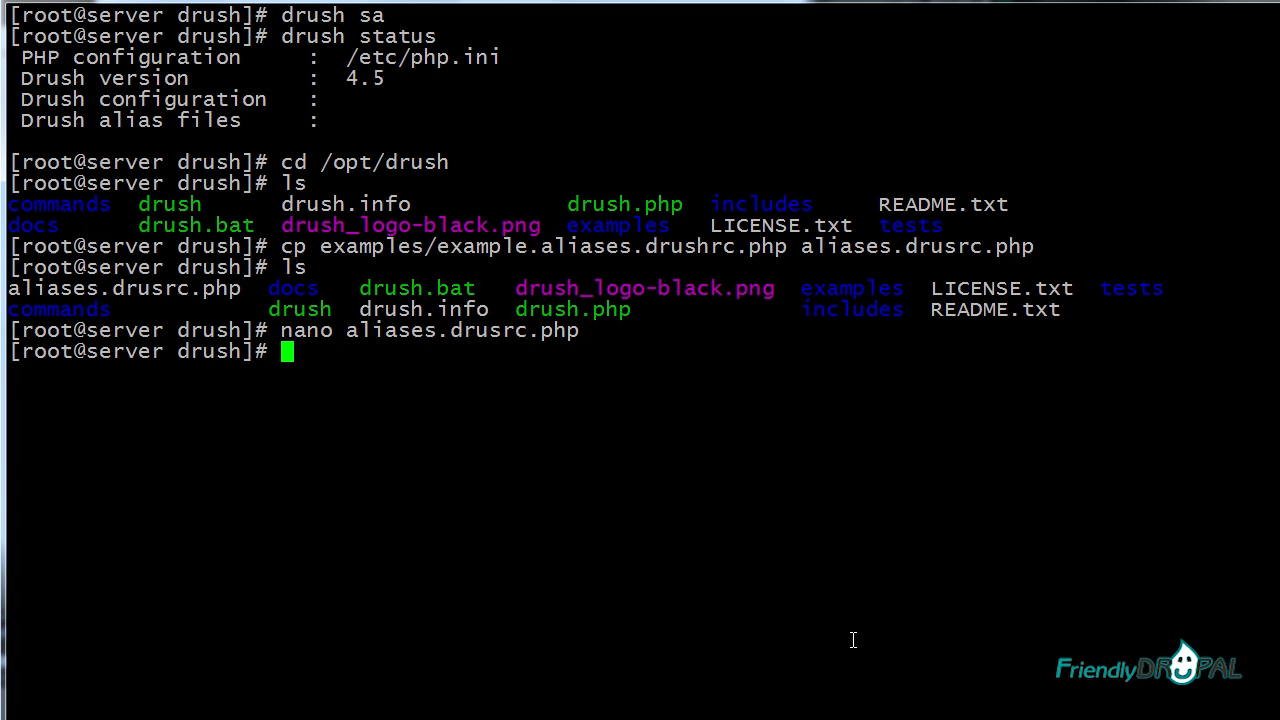 [root@server drush]# drush sa
[root@server drush]# drush status
PHP configuration : /etc/php.ini
Drush version : 4.5
Drush configuration :
Drush alias files :
[root@server drush]# cd /opt/drush
[root@server drush]# ls
commands drush drush.info drush.php includes README.txt
docs drush.bat drush_logo-black.png examples LICENSE.txt tests
[root@server drush]# cp examples/example.aliases.drushrc.php aliases.drusrc.php
[root@server drush]# ls
aliases.drusrc.php docs drush.bat drush_logo-black.png examples LICENSE.txt tests
commands drush drush.info drush.php includes README.txt
[root@server drush]# nano aliases.drusrc.php
[root@server drush]#
FriendlyDRUPAL